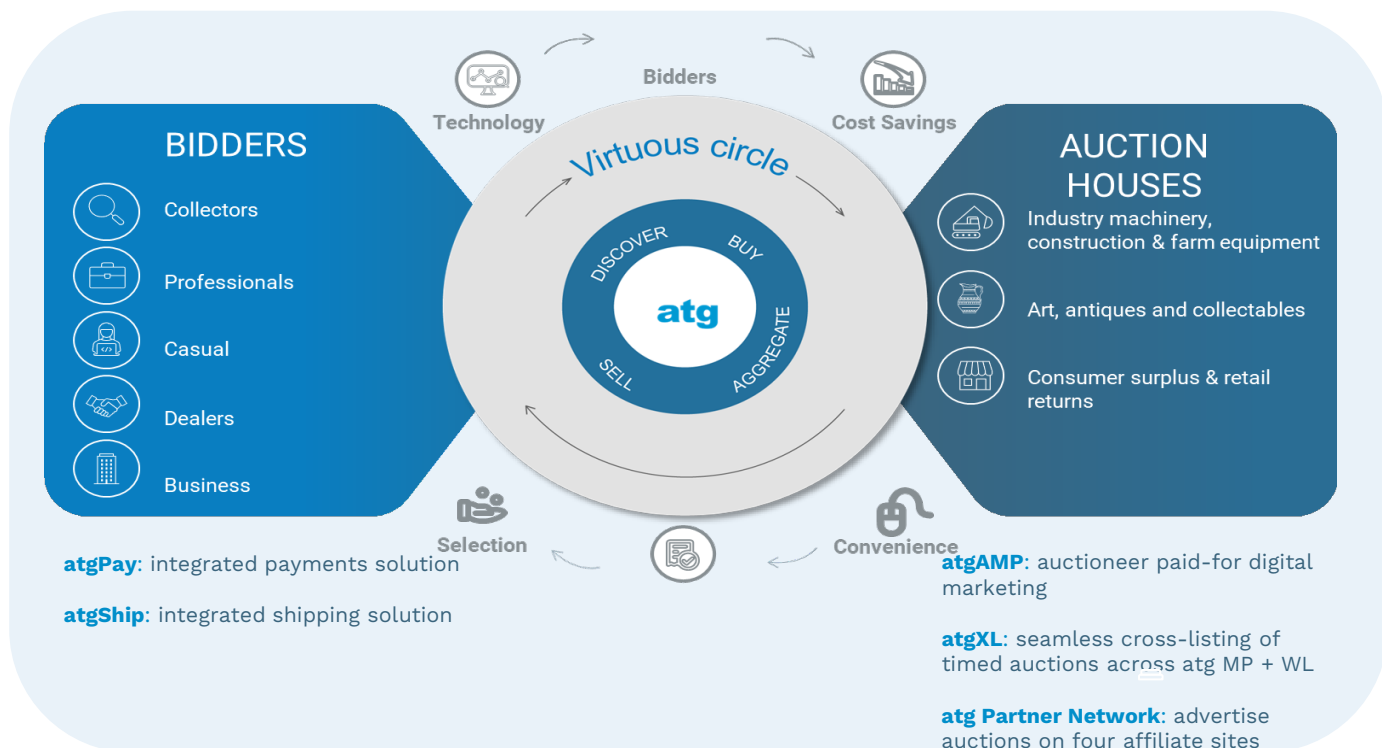 Bidders
Technology
Cost Savings
BIDDERS
Collectors
Professionals
Casual
Dealers
Business
Virtuous circle
DISCOVER
BUY
atg
SELL
AGGREGATE
AUCTION
HOUSES
Industry machinery,
construction & farm equipment
Art, antiques and collectables
Consumer surplus & retail
returns
Selection
Convenience
atgPay: integrated payments solution
atgShip: integrated shipping solution
atgAMP: auctioneer paid-for digital
marketing
atgXL: seamless cross-listing of
timed auctions across atg MP + WL
atg Partner Network: advertise
auctions on four affiliate sites